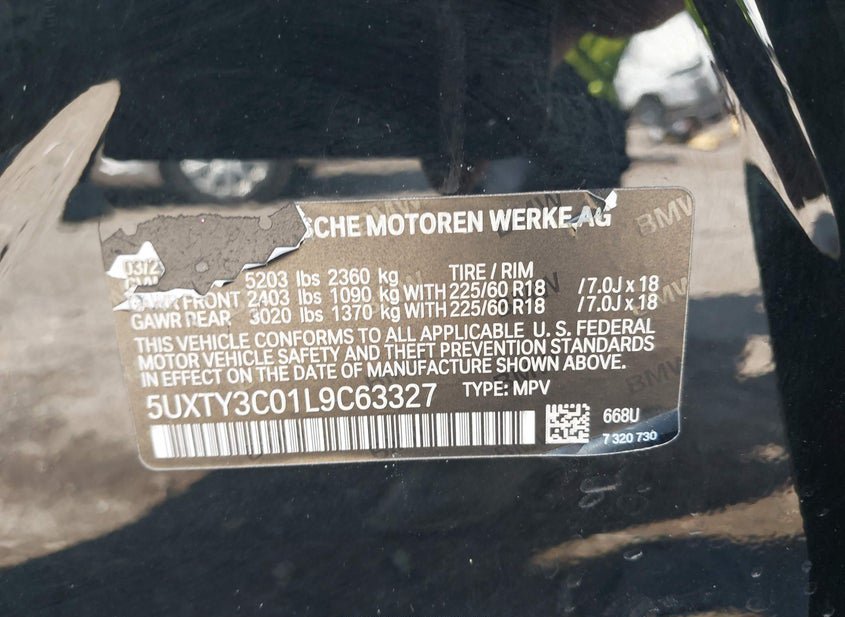 SCHE MOTOREN WERKE AG
03/2
5203 lbs 2360 kg TIRE / RIM
GAWR FRONT 2403 lbs 1090 kg WITH 225/60 R18 / 7.0J x 18
GAWR REAR 3020 lbs 1370 kg WITH 225/60 R18 / 7.0J x 18
THIS VEHICLE CONFORMS TO ALL APPLICABLE U. S. FEDERAL
MOTOR VEHICLE SAFETY AND THEFT PREVENTION STANDARDS
IN EFFECT ON THE DATE OF MANUFACTURE SHOWN ABOVE.
5UXTY3C01L9C63327 TYPE: MPV
668U
7 320 730